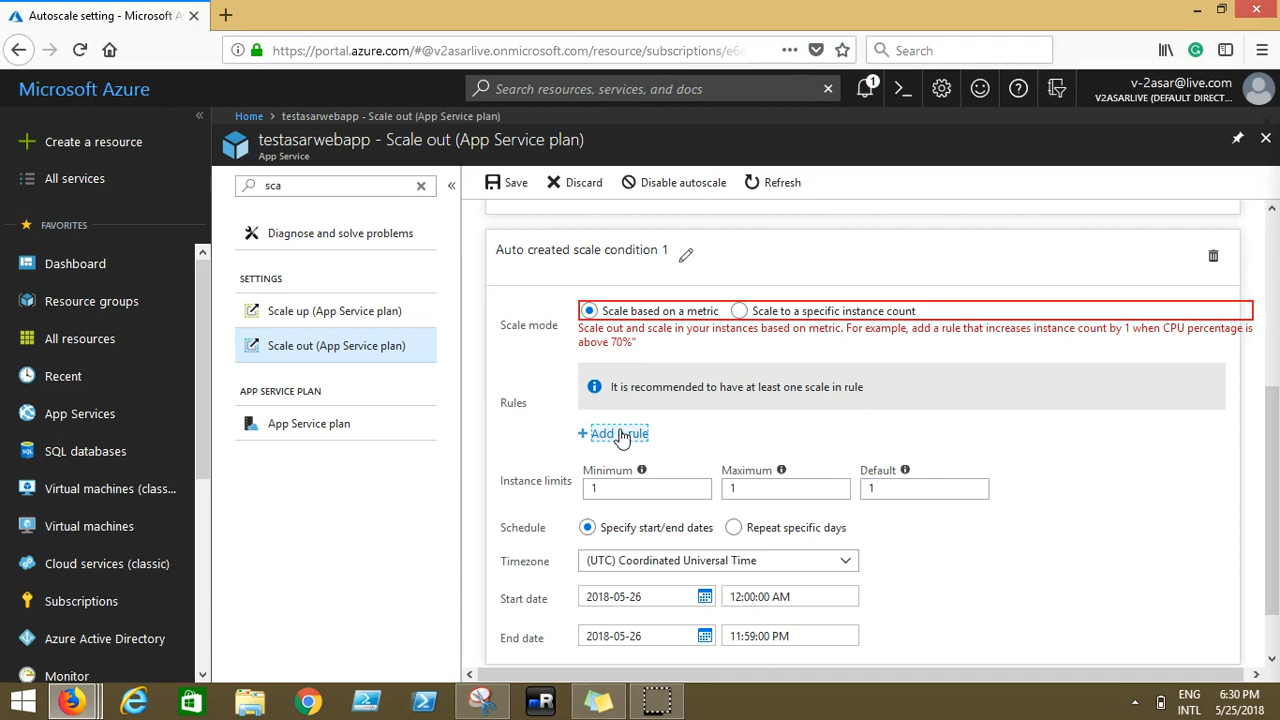 Autoscale setting - Microsoft A
https://portal.azure.com/#@v2asarlive.onmicrosoft.com/resource/subscriptions/e6e
Search
Microsoft Azure
Search resources, services, and docs
1
v-2asar@live.com
V2ASARLIVE (DEFAULT DIRECT...
Create a resource
All services
FAVORITES
Dashboard
Resource groups
All resources
Recent
App Services
SQL databases
Virtual machines (class...
Virtual machines
Cloud services (classic)
Subscriptions
Azure Active Directory
Monitor
Home > testasarwebapp - Scale out (App Service plan)
testasarwebapp - Scale out (App Service plan)
App Service
sca
Diagnose and solve problems
SETTINGS
Scale up (App Service plan)
Scale out (App Service plan)
APP SERVICE PLAN
App Service plan
Save Discard Disable autoscale Refresh
Auto created scale condition 1
Scale mode
Scale based on a metric Scale to a specific instance count
Scale out and scale in your instances based on metric. For example, add a rule that increases instance count by 1 when CPU percentage is
above 70%"
Rules
It is recommended to have at least one scale in rule
+ Add a rule
Instance limits
Minimum Maximum Default
1 1 1
Schedule Specify start/end dates Repeat specific days
Timezone (UTC) Coordinated Universal Time
Start date 2018-05-26 12:00:00 AM
End date 2018-05-26 11:59:00 PM
R
ENG
INTL
6:30 PM
5/25/2018